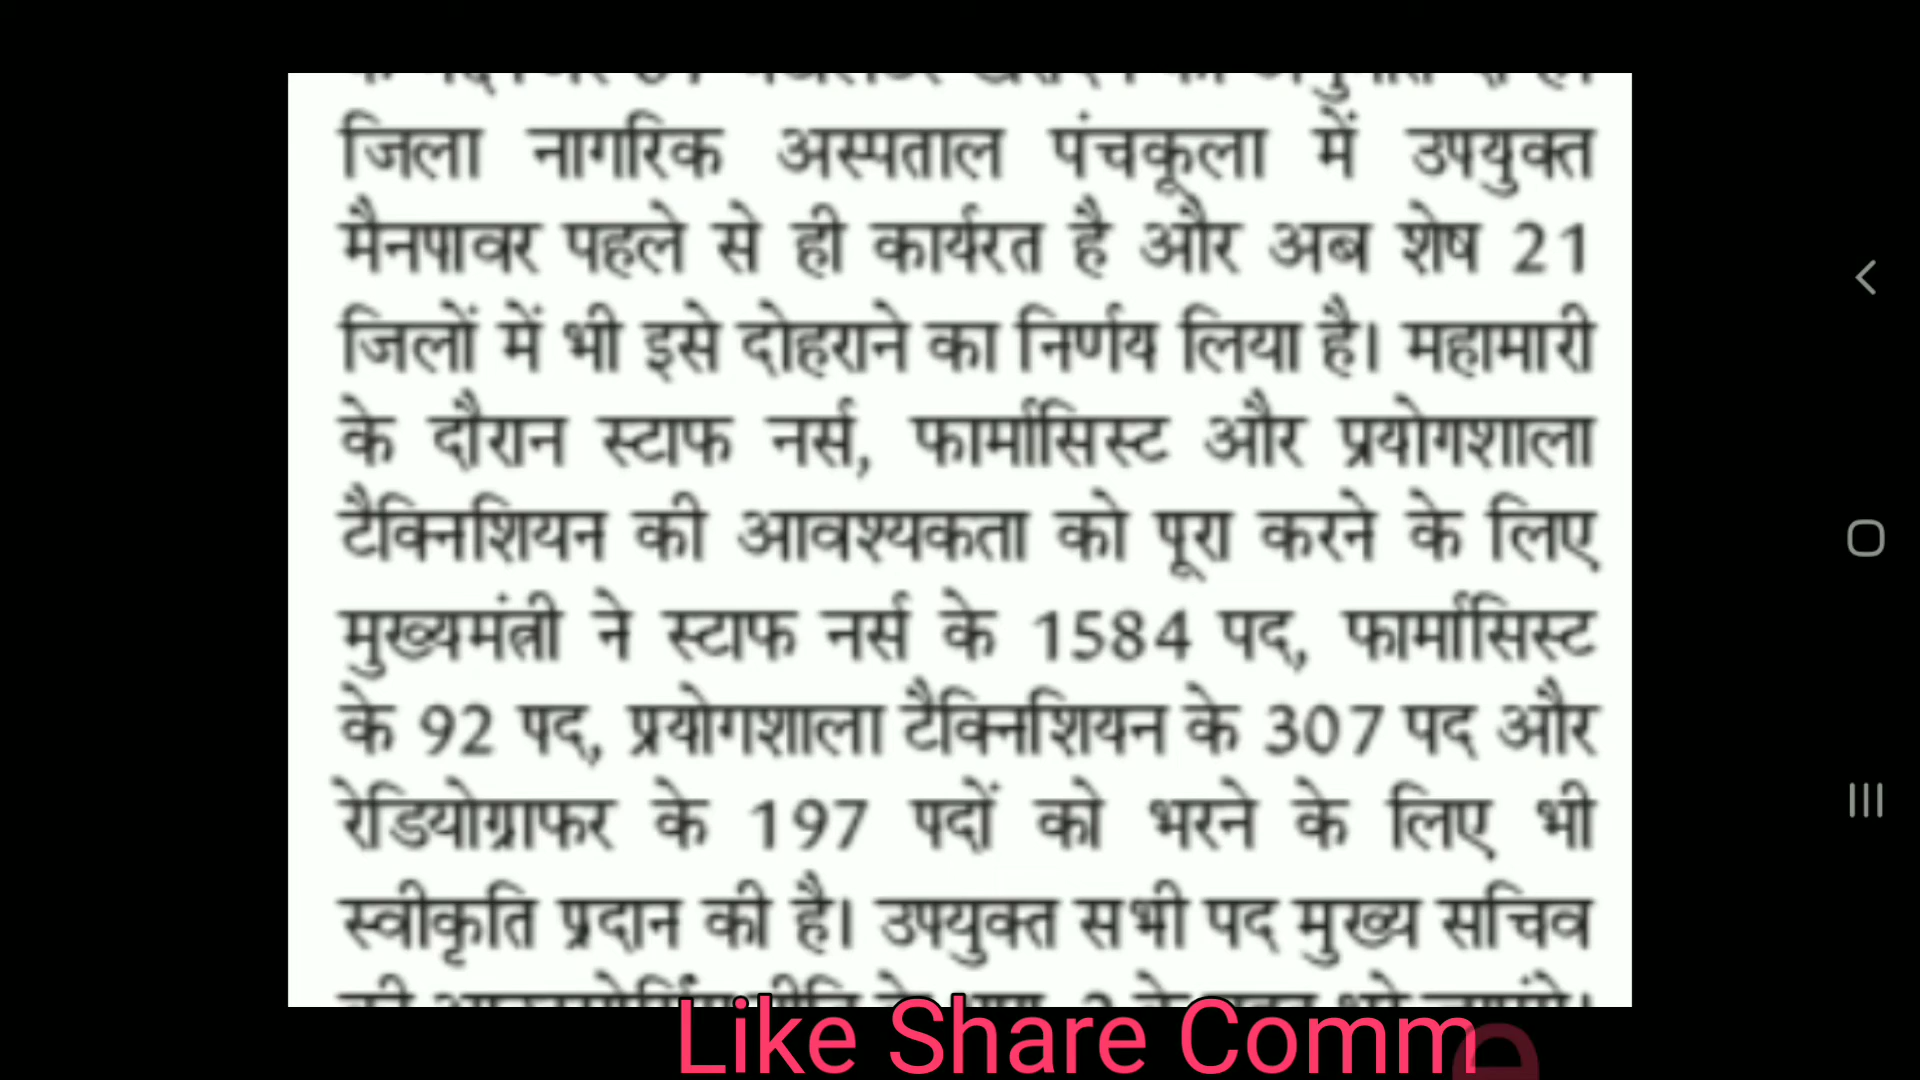 जिला नागरिक अस्पताल पंचकूला में उपयुक्त
मैनपावर पहले से ही कार्यरत है और अब शेष 21
जिलों में भी इसे दोहराने का निर्णय लिया है। महामारी
के दौरान स्टाफ नर्स, फार्मासिस्ट और प्रयोगशाला
टैक्निशियन की आवश्यकता को पूरा करने के लिए
मुख्यमंत्री ने स्टाफ नर्स के 1584 पद, फार्मासिस्ट
के 92 पद, प्रयोगशाला टैक्निशियन के 307 पद और
रेडियोग्राफर के 197 पदों को भरने के लिए भी
स्वीकृति प्रदान की है। उपयुक्त सभी पद मुख्य सचिव
Like Share Comme